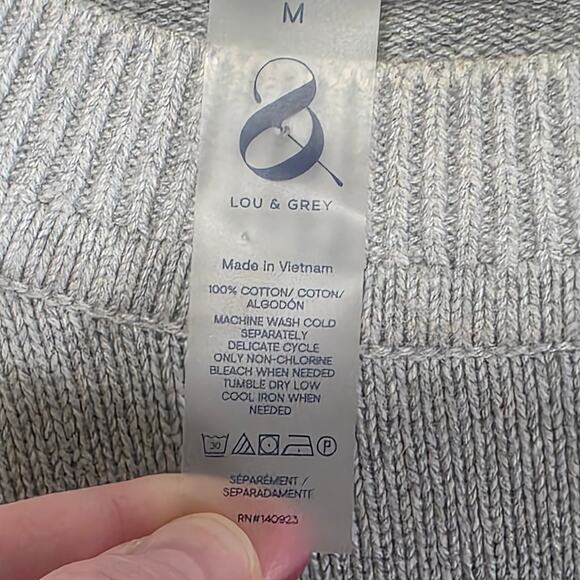 M
&
LOU & GREY
Made in Vietnam
100% COTTON/ COTON/
ALGODÓN
MACHINE WASH COLD
SEPARATELY
DELICATE CYCLE
ONLY NON-CHLORINE
BLEACH WHEN NEEDED
TUMBLE DRY LOW
COOL IRON WHEN
NEEDED
30 P
SÉPARÉMENT /
SEPARADAMENTE
RN#140923